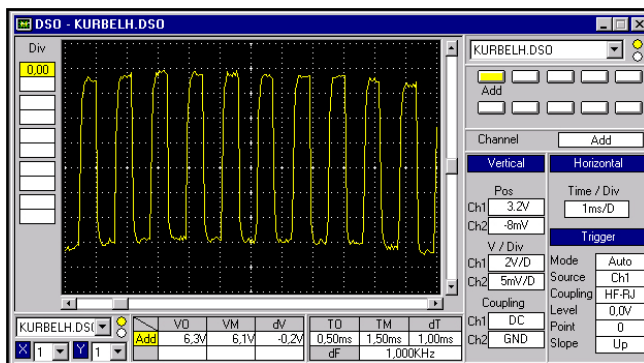 DSO - KURBELH.DSO
Div
0,00
KURBELH.DSO
Add
Channel Add
Vertical Horizontal
Pos Time / Div
Ch1 3.2V 1ms/D
Ch2 -8mV
Trigger
V / Div
Ch1 2V/D
Ch2 5mV/D
Coupling
Ch1 DC
Ch2 GND
Mode Auto
Source Ch1
Coupling HF-RJ
Level 0,0V
Point 0
Slope Up
KURBELH.DS(
X 1 Y 1
VO VM dV
Add 6,3V 6,1V -0,2V
TO TM dT
0,50ms 1,50ms 1,00ms
dF 1,000KHz